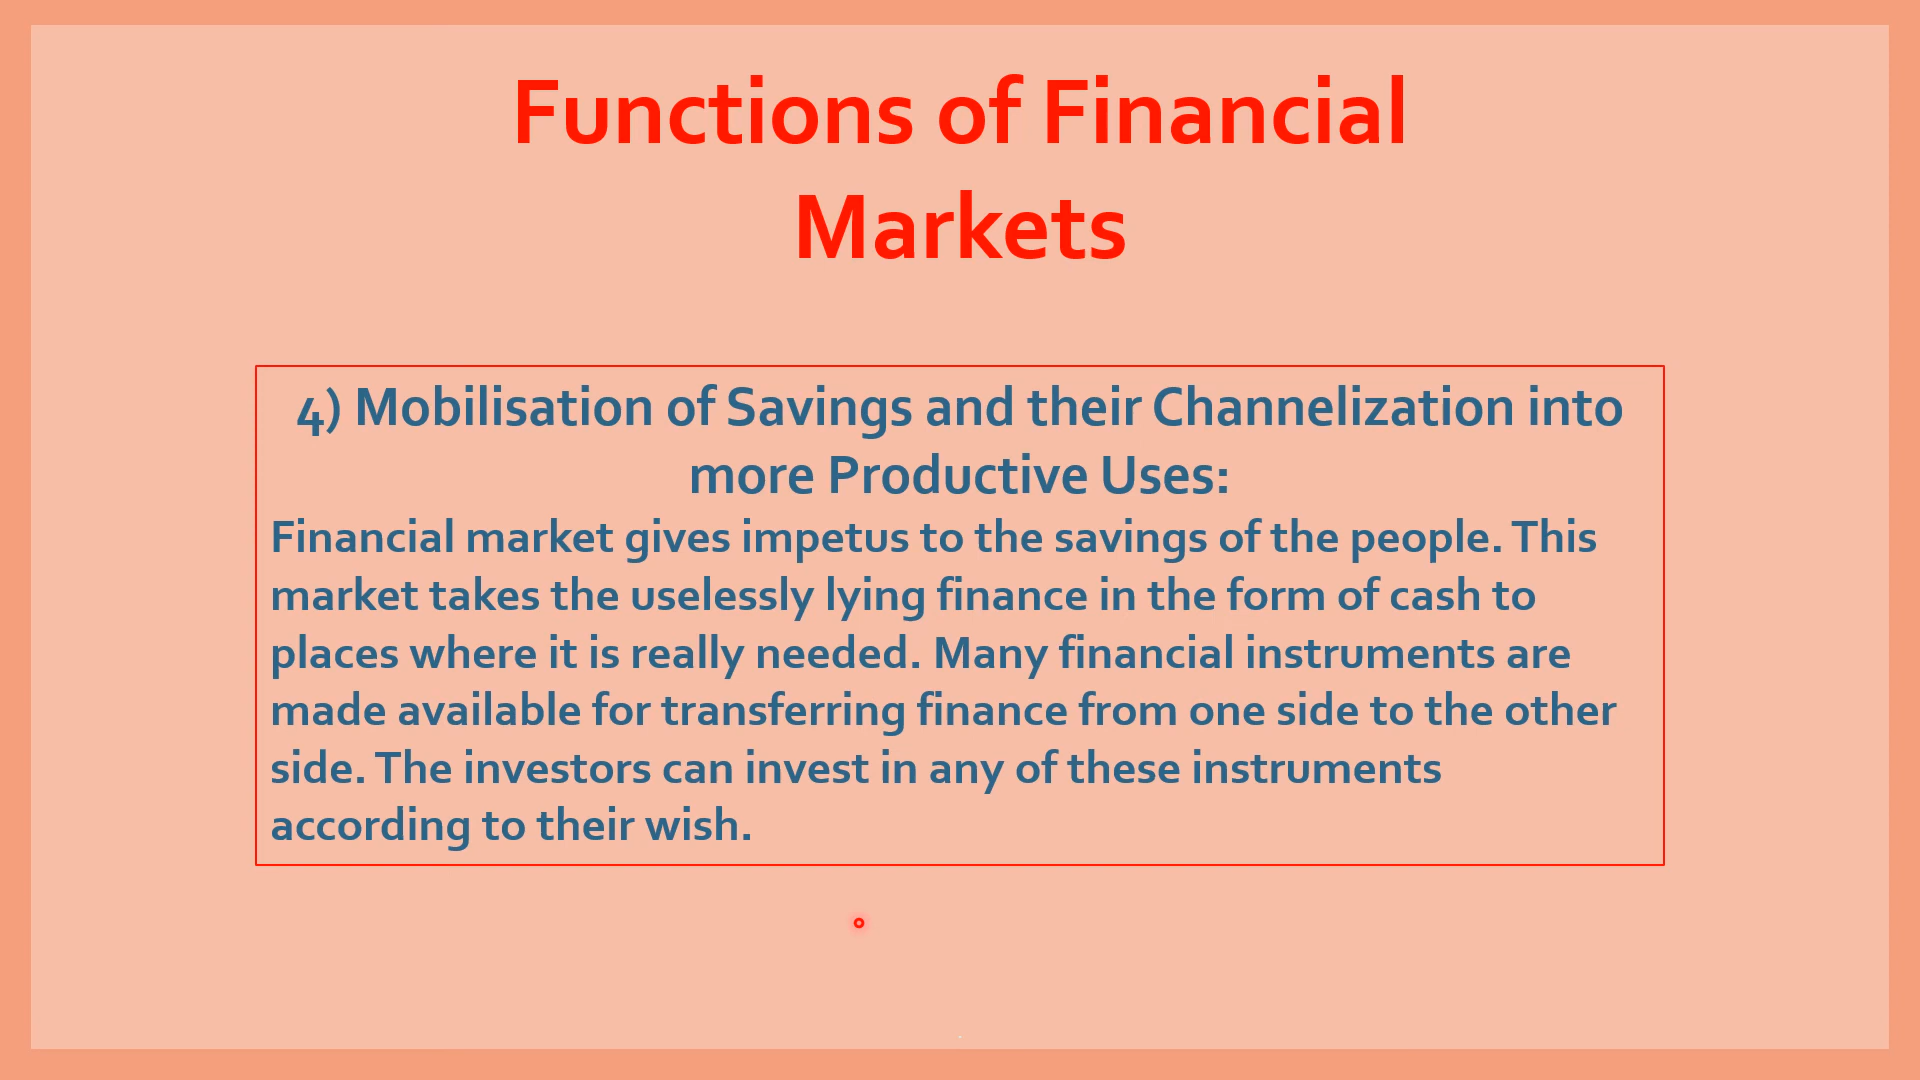 Functions of Financial
Markets
4) Mobilisation of Savings and their Channelization into
more Productive Uses:
Financial market gives impetus to the savings of the people. This
market takes the uselessly lying finance in the form of cash to
places where it is really needed. Many financial instruments are
made available for transferring finance from one side to the other
side. The investors can invest in any of these instruments
according to their wish.